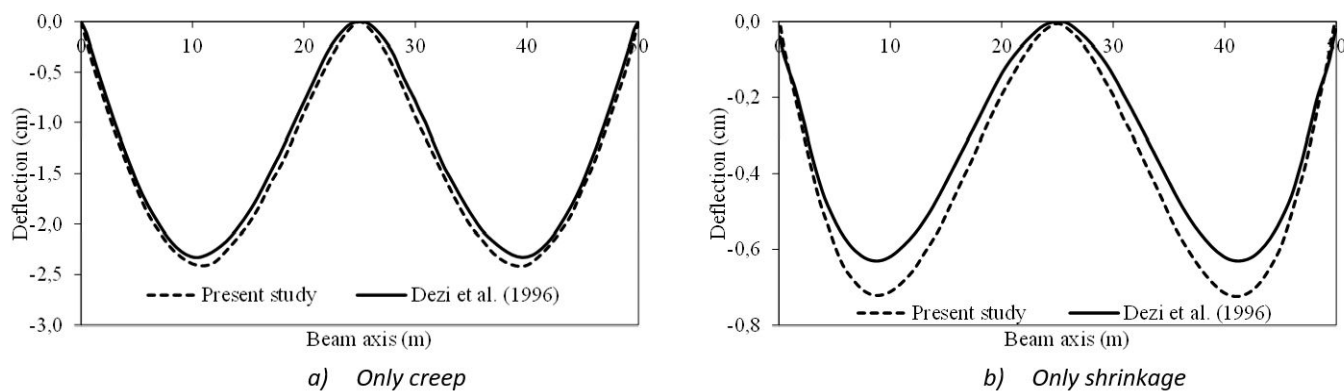 0,0
-0,5
-1,0
-1,5
-2,0
-2,5
-3,0
0 10 20 30 40 50
Deflection (cm)
Present study Dezi et al. (1996)
Beam axis (m)
a) Only creep
0,0
-0,2
-0,4
-0,6
-0,8
0 10 20 30 40 50
Deflection (cm)
Present study Dezi et al. (1996)
Beam axis (m)
b) Only shrinkage